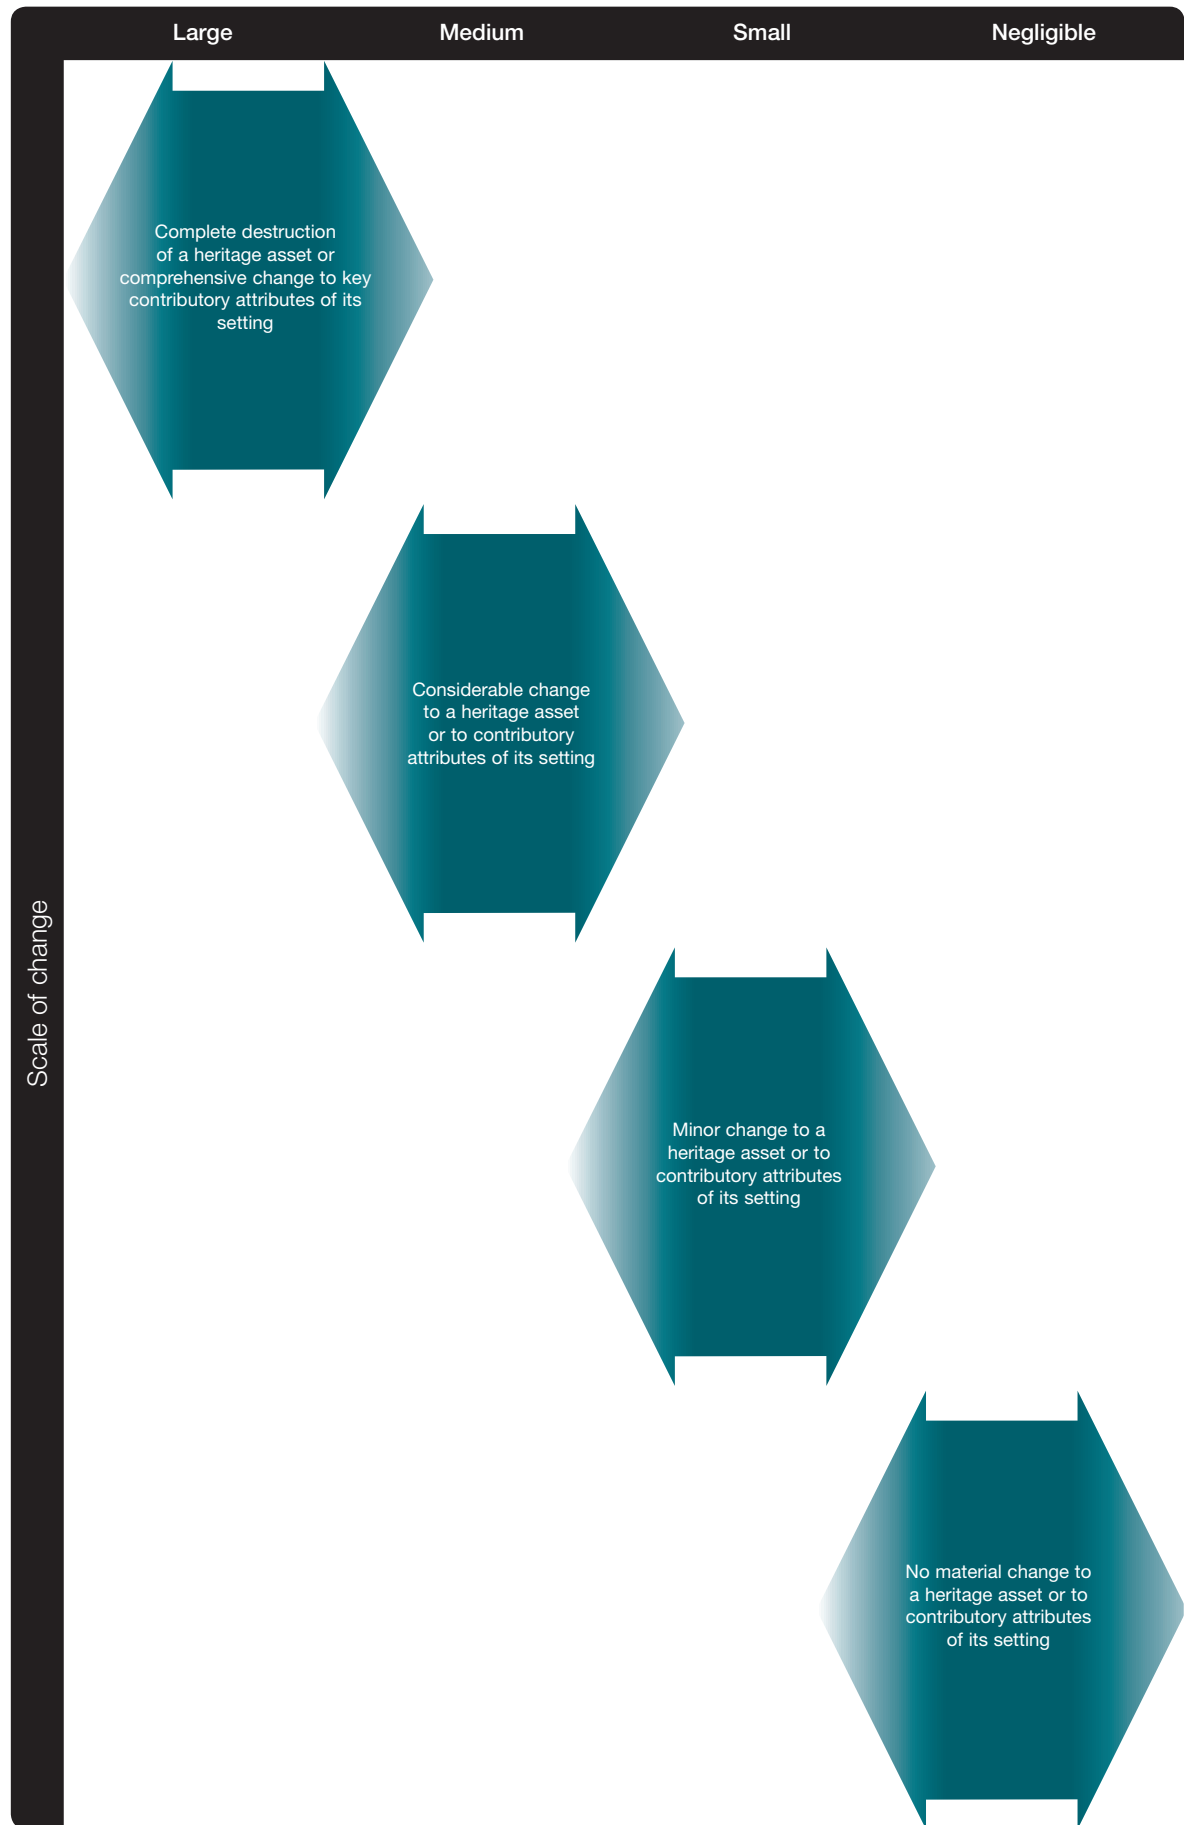 Large
Medium
Small
Negligible
Scale of change
Complete destruction
of a heritage asset or
comprehensive change to key
contributory attributes of its
setting
Considerable change
to a heritage asset
or to contributory
attributes of its setting
Minor change to a
heritage asset or to
contributory attributes
of its setting
No material change to
a heritage asset or to
contributory attributes
of its setting